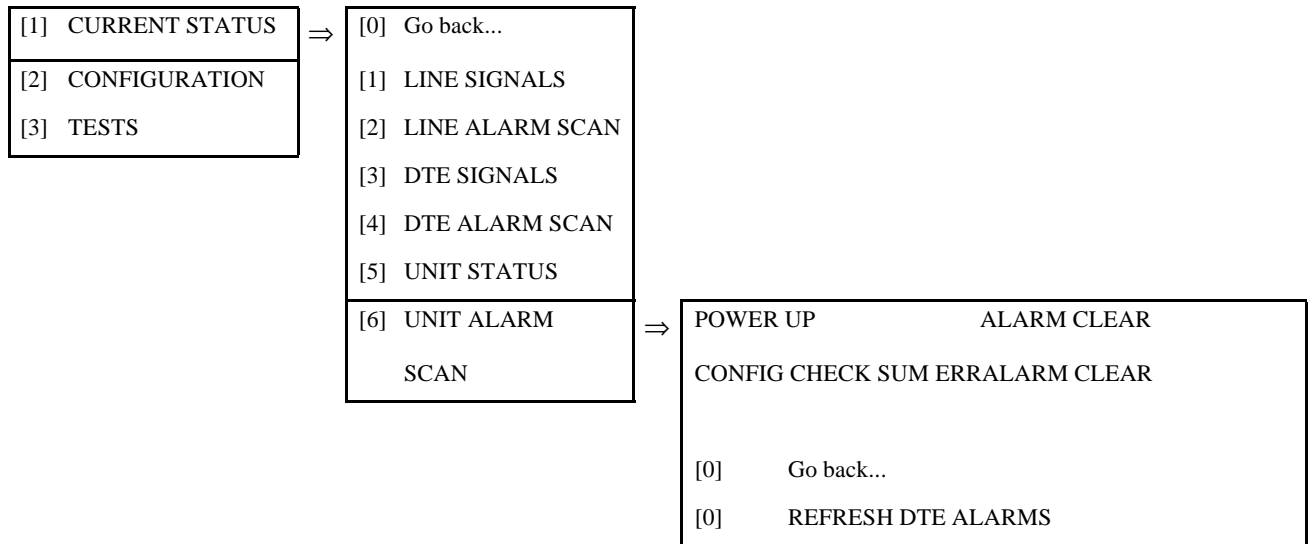 [1] CURRENT STATUS
[2] CONFIGURATION
[3] TESTS
⇒
[0] Go back...
[1] LINE SIGNALS
[2] LINE ALARM SCAN
[3] DTE SIGNALS
[4] DTE ALARM SCAN
[5] UNIT STATUS
[6] UNIT ALARM
SCAN
⇒
POWER UP ALARM CLEAR
CONFIG CHECK SUM ERRALARM CLEAR
[0] Go back...
[0] REFRESH DTE ALARMS